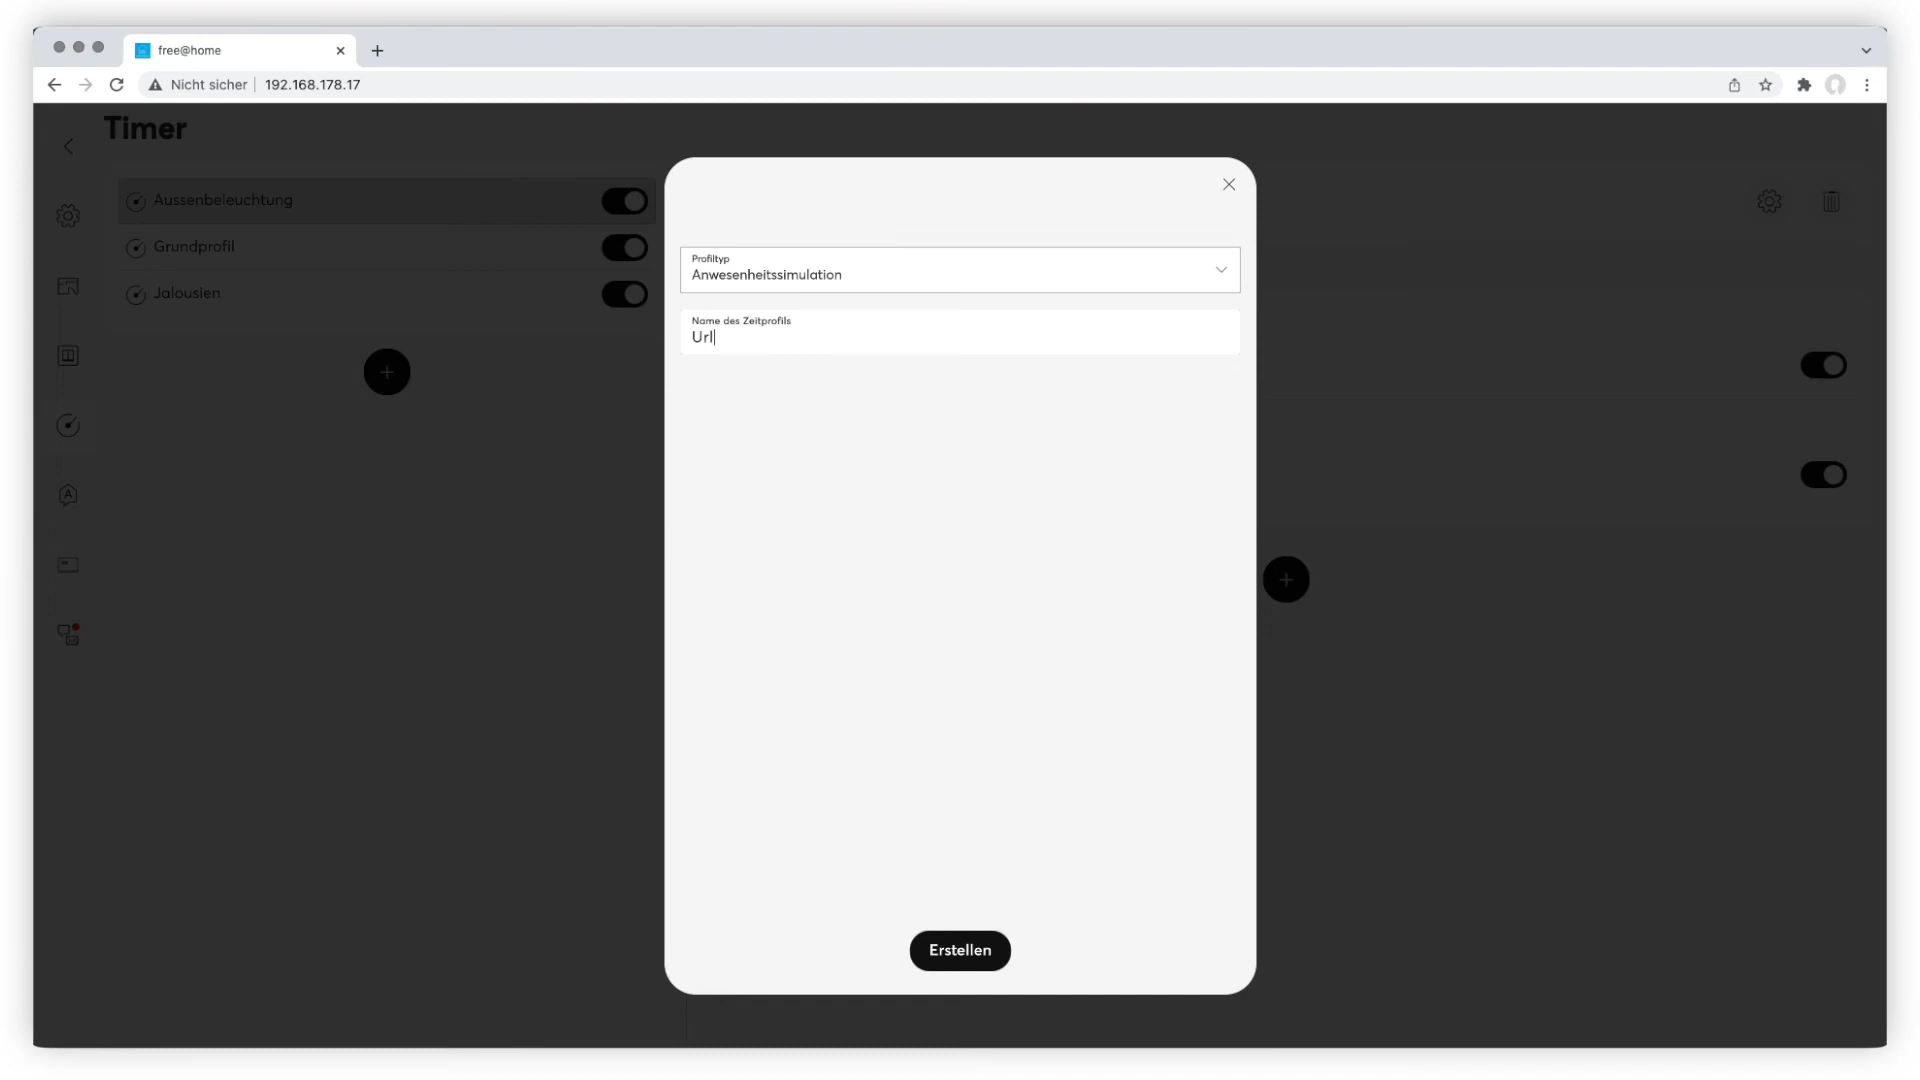 free@home
Nicht sicher
192.168.178.17
Timer
Aussenbeleuchtung
Grundprofil
Jalousien
Profiltyp
Anwesenheitssimulation
Name des Zeitprofils
Url
Erstellen